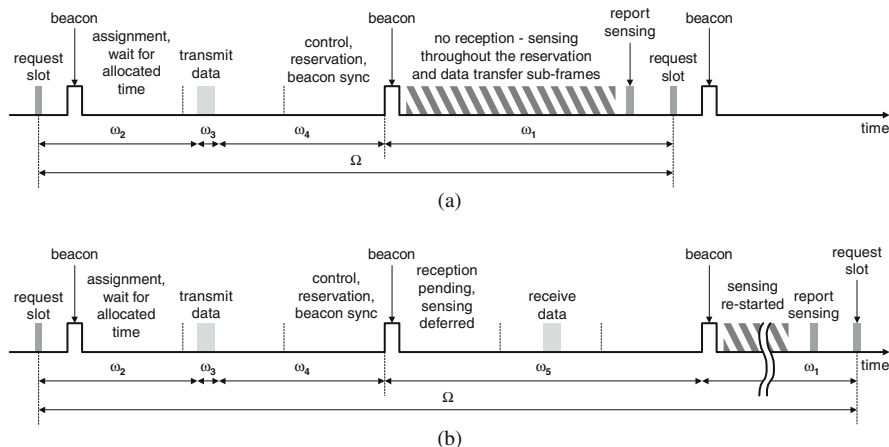 beacon
assignment,
wait for
allocated
time
request
slot
transmit
data
control,
reservation,
beacon sync
beacon
no reception - sensing
throughout the reservation
and data transfer sub-frames
report
sensing
request
slot
beacon
time
ω2
ω3
ω4
ω1
Ω
(a)
beacon
assignment,
wait for
allocated
time
request
slot
transmit
data
control,
reservation,
beacon sync
beacon
reception
pending,
sensing
deferred
receive
data
beacon
sensing
re-started
report
sensing
request
slot
time
ω2
ω3
ω4
ω5
ω1
Ω
(b)